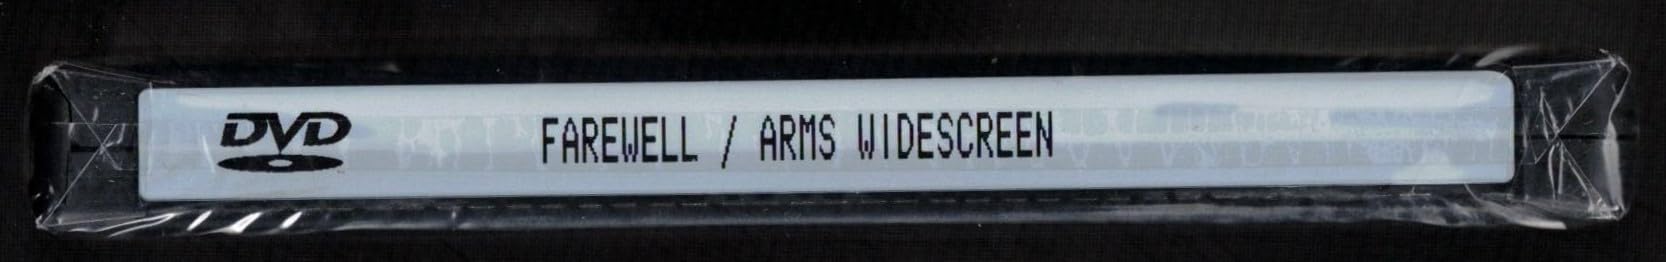 DVD FAREWELL / ARMS WIDESCREEN